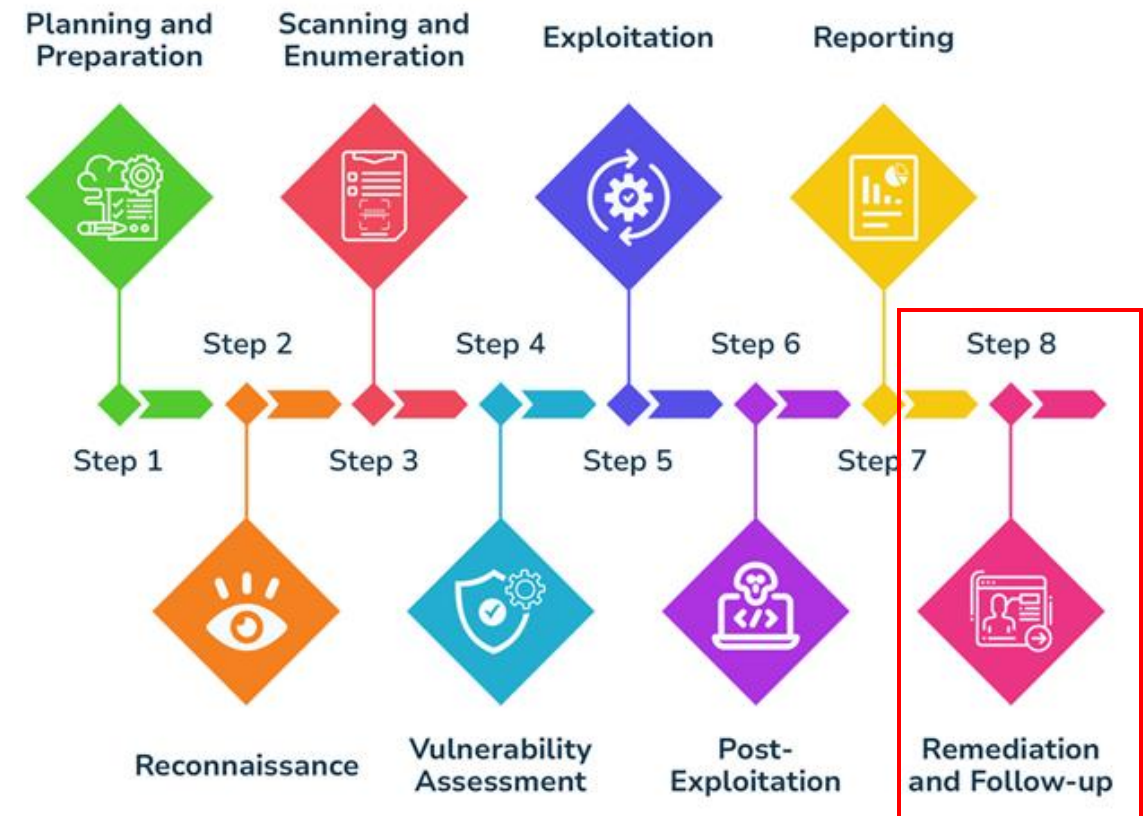 Planning and
Preparation
Scanning and
Enumeration
Exploitation
Reporting
Step 2
Step 4
Step 6
Step 8
Step 1
Step 3
Step 5
Step 7
Reconnaissance
Vulnerability
Assessment
Post-
Exploitation
Remediation
and Follow-up